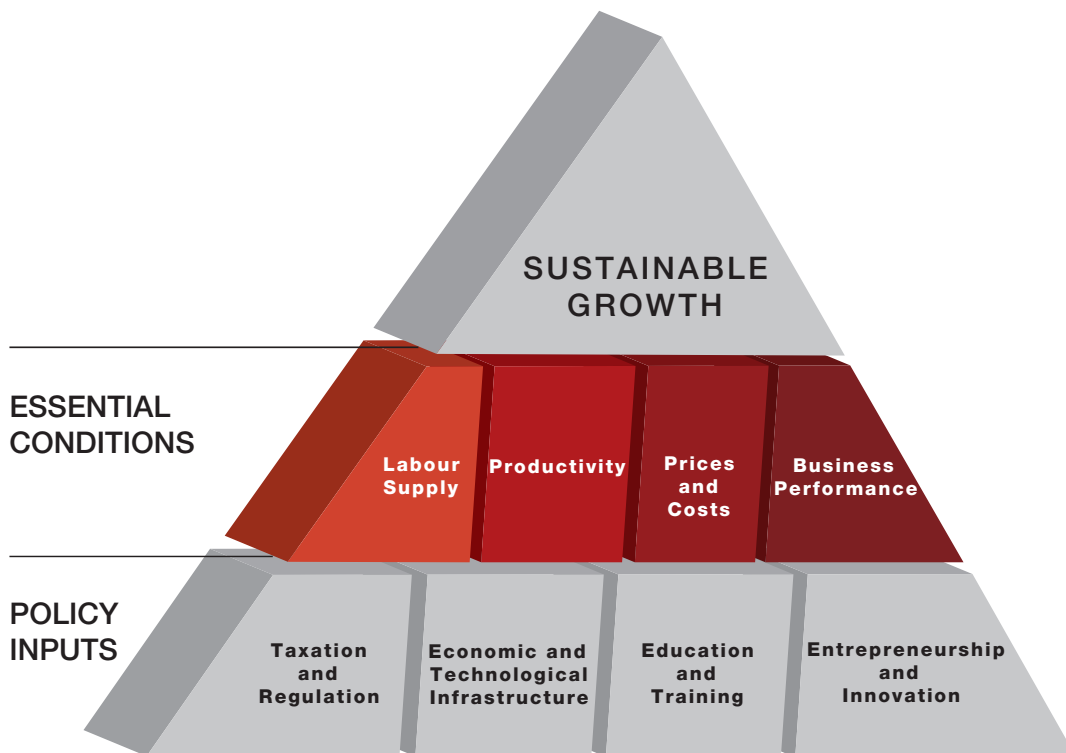 SUSTAINABLE
GROWTH
ESSENTIAL
CONDITIONS
Labour
Supply
Productivity
Prices
and
Costs
Business
Performance
POLICY
INPUTS
Taxation
and
Regulation
Economic and
Technological
Infrastructure
Education
and
Training
Entrepreneurship
and
Innovation